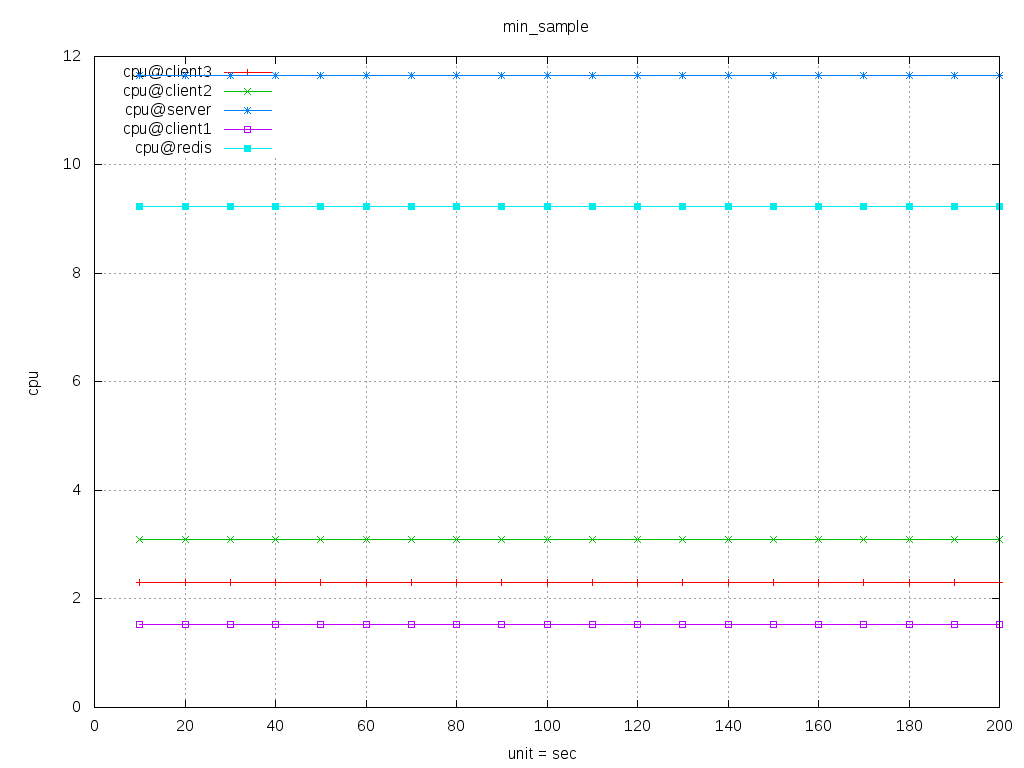 min_sample
12
10
8
6
4
2
0
cpu
cpu@client3
cpu@client2
cpu@server
cpu@client1
cpu@redis
0 20 40 60 80 100 120 140 160 180 200
unit = sec